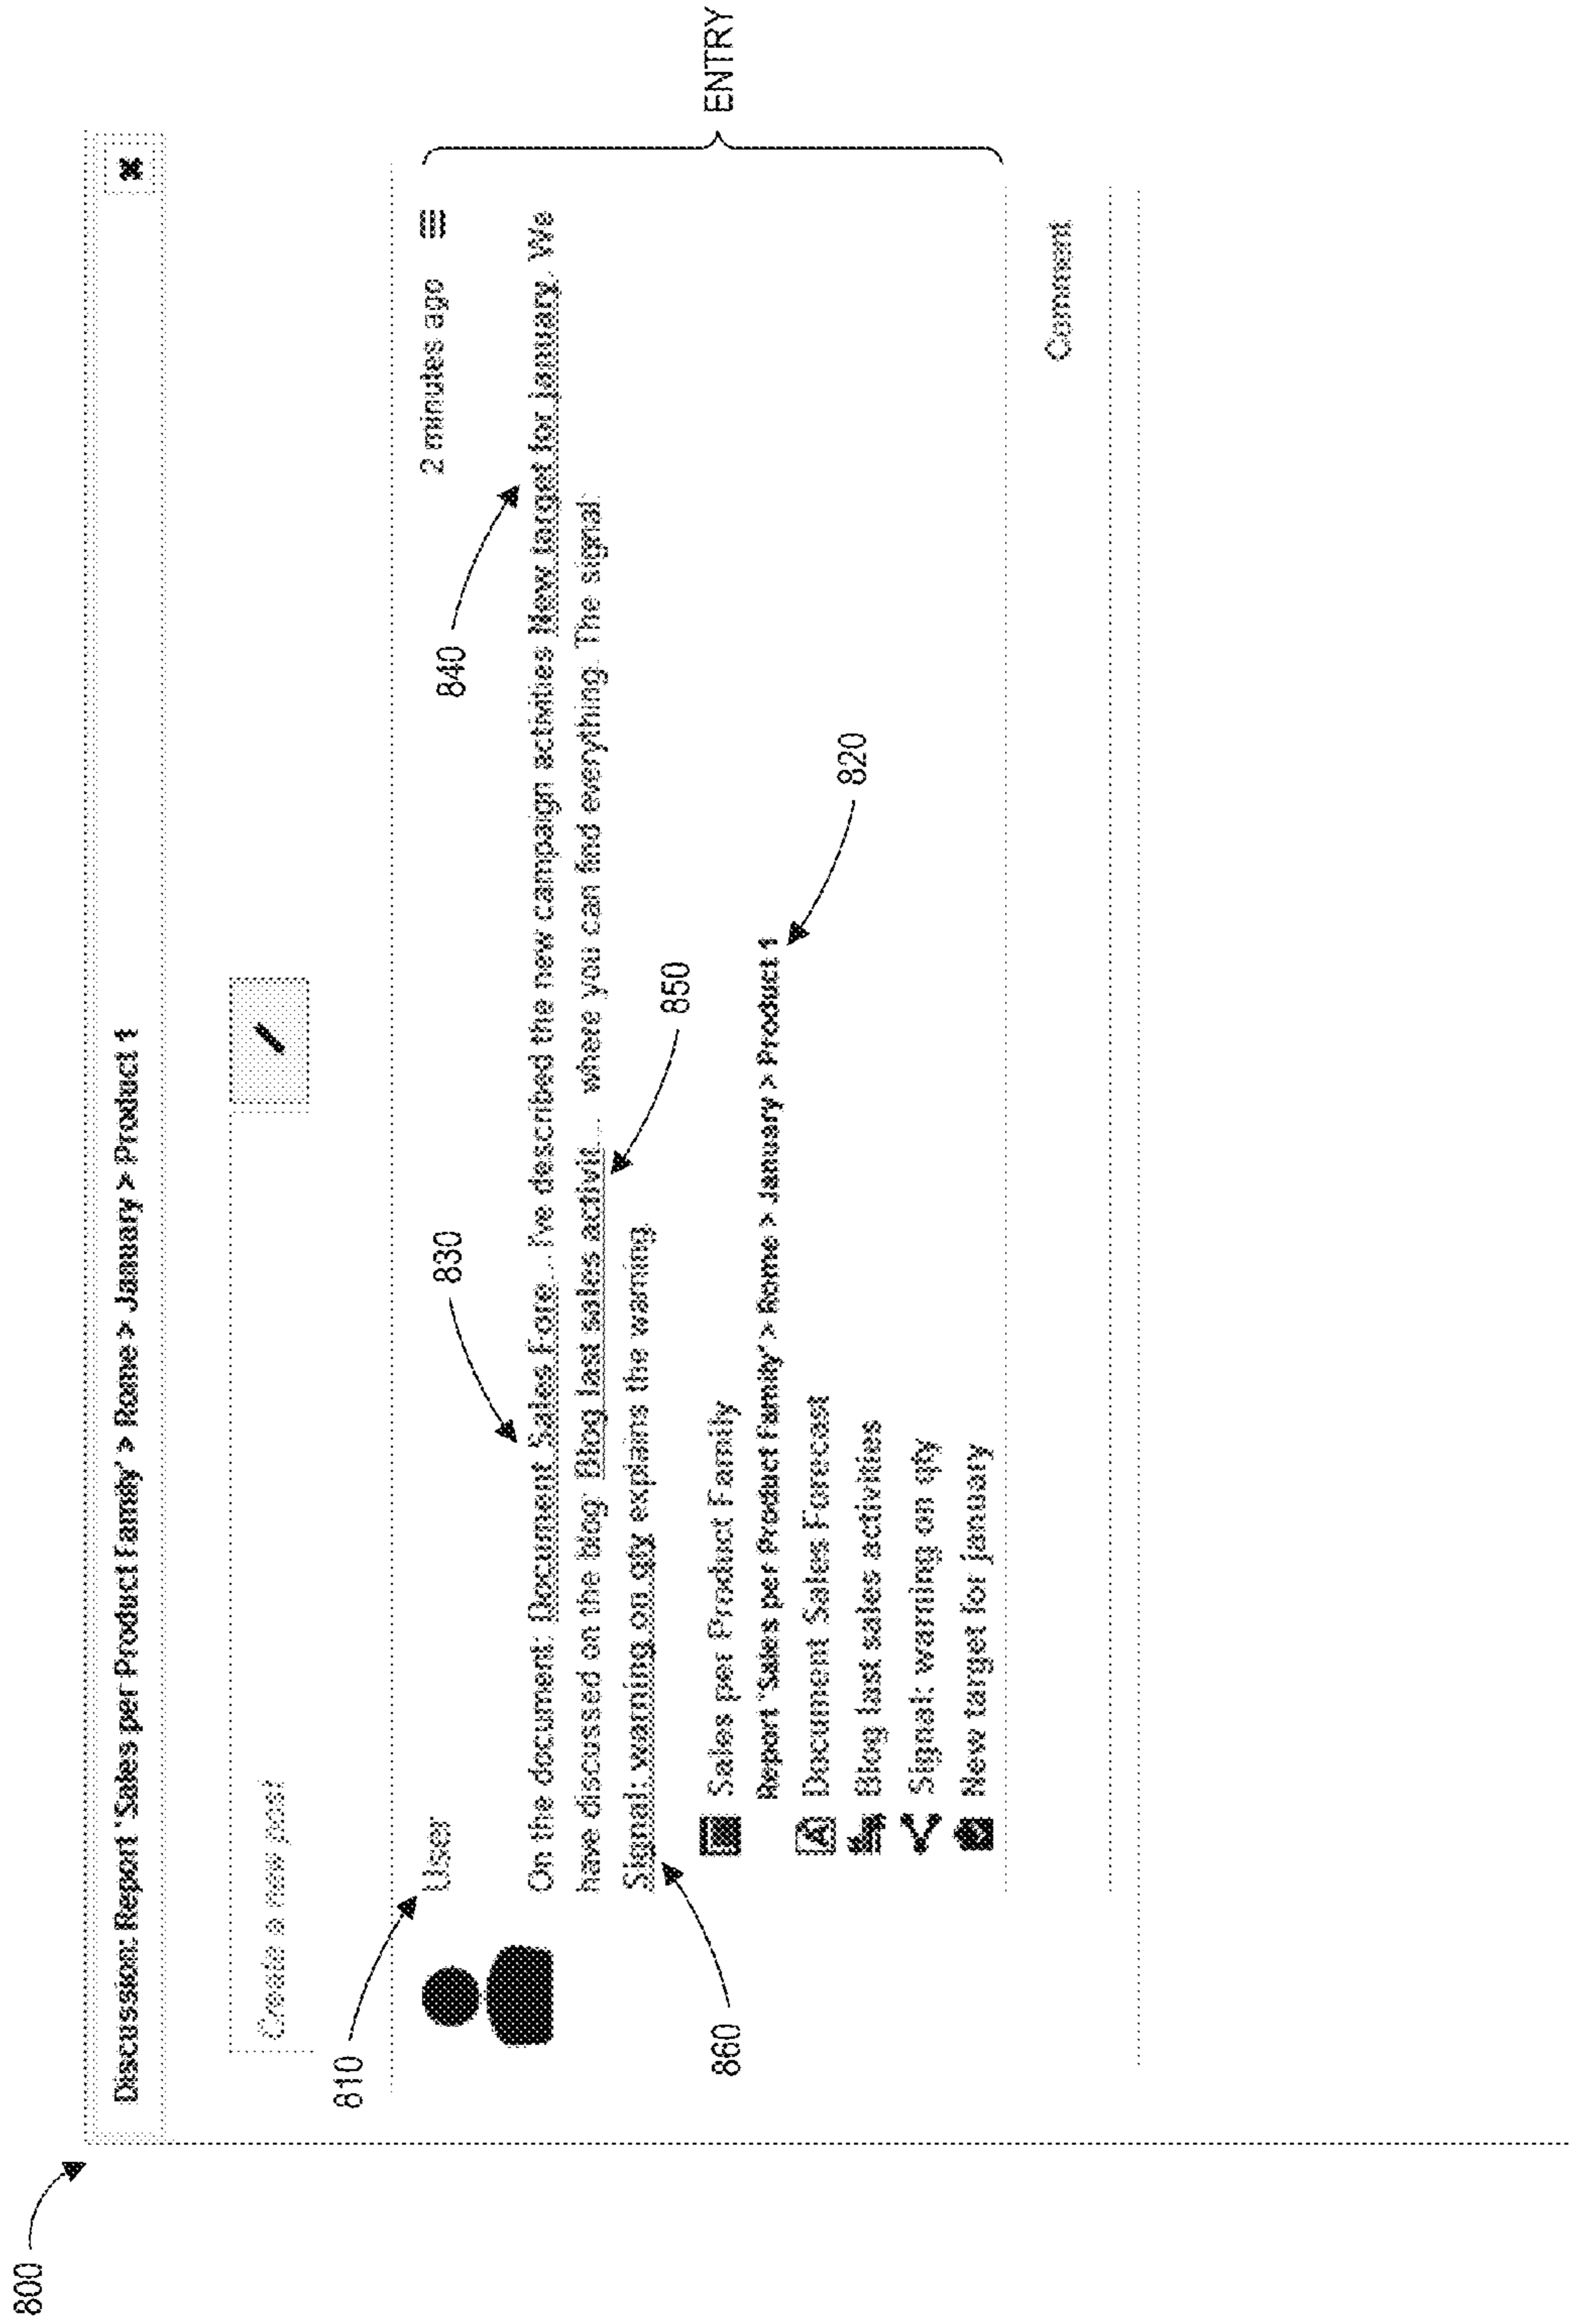 800
Discussion: Report 'Sales per Product Family' > Rome > January > Product 1
Create a new post
810
User
2 minutes ago
830
840
On the document: Document Sales Fore... I've described the new campaign activities New target for january. We
have discussed on the blog: Blog last sales activit... where you can find everything. The signal:
Signal: warning on qty explains the warning.
850
860
Sales per Product Family
Report 'Sales per Product Family' > Rome > January > Product 1
820
Document Sales Forecast
Blog last sales activities
Signal: warning on qty
New target for january
ENTRY
Comment